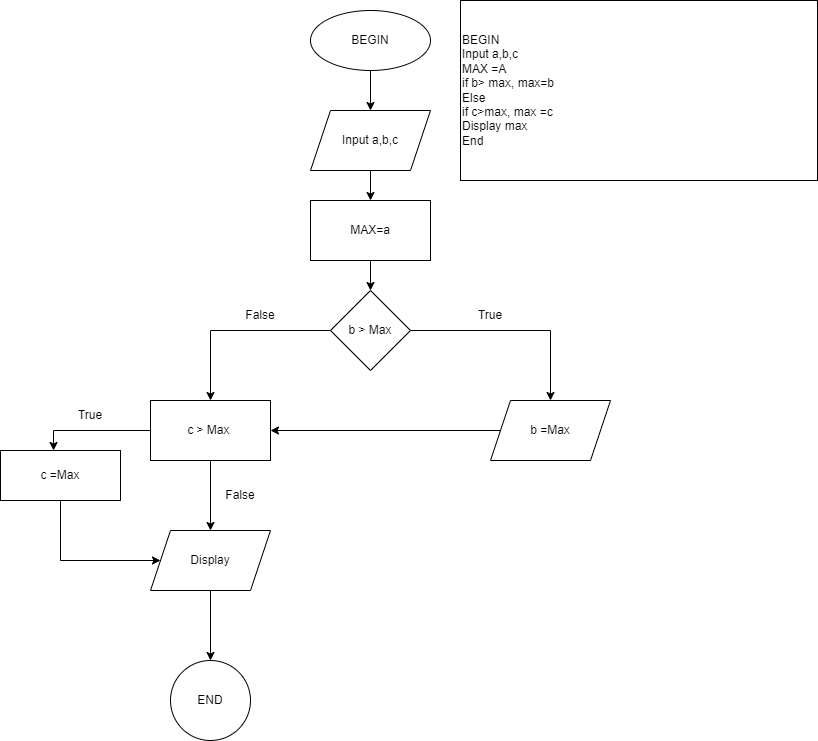 BEGIN
Input a,b,c
MAX=a
b > Max
False
True
c > Max
b =Max
True
c =Max
False
Display
END
BEGIN
Input a,b,c
MAX =A
if b> max, max=b
Else
if c>max, max =c
Display max
End